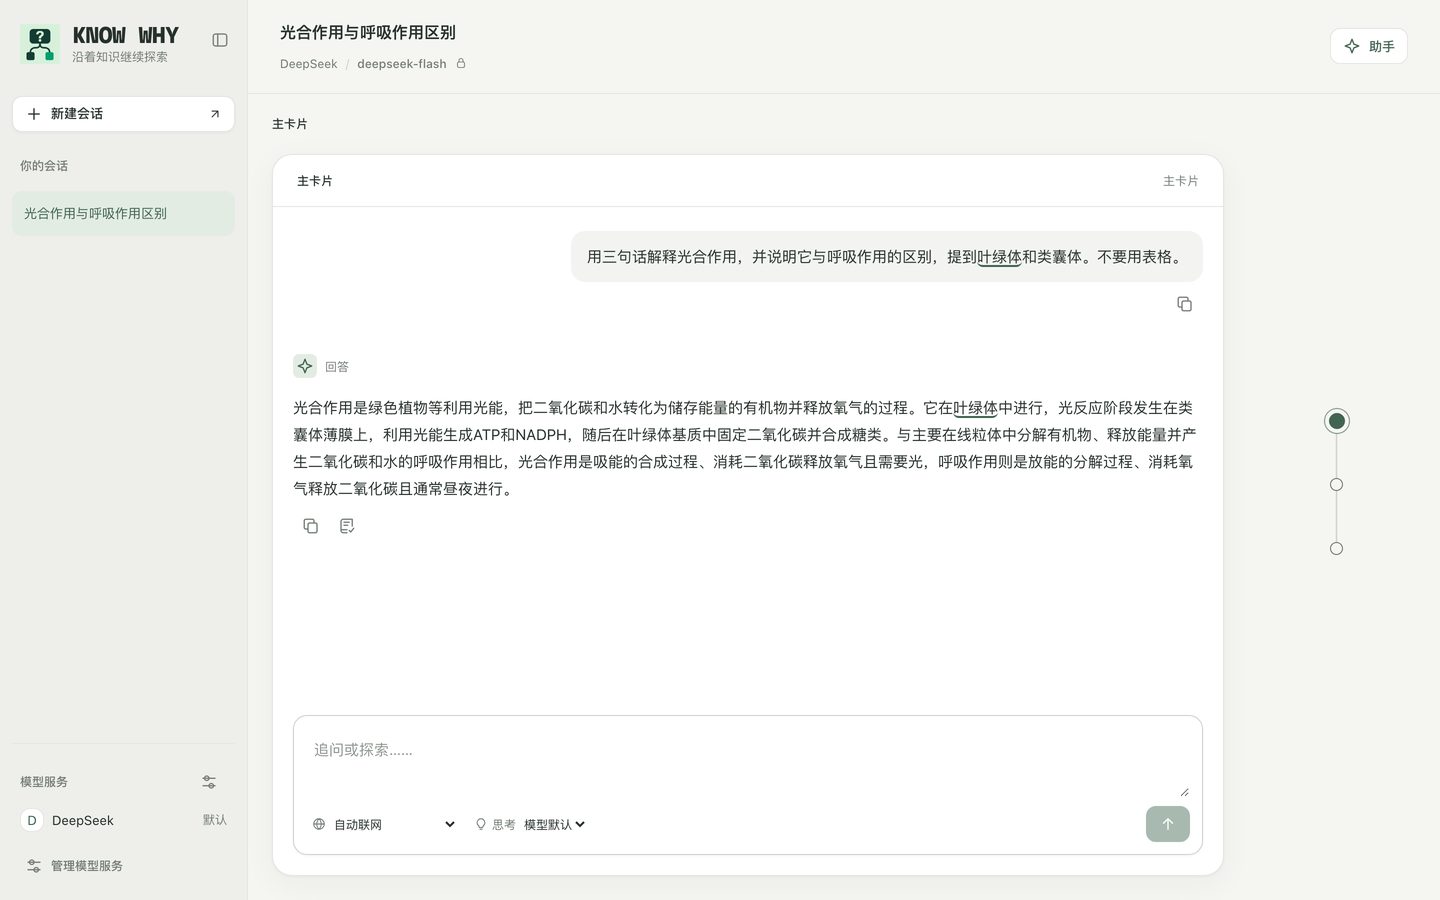 KNOW WHY
沿着知识继续探索
新建会话
你的会话
光合作用与呼吸作用区别
模型服务
D DeepSeek 默认
管理模型服务
光合作用与呼吸作用区别
DeepSeek / deepseek-flash
助手
主卡片
主卡片 主卡片
用三句话解释光合作用，并说明它与呼吸作用的区别，提到叶绿体和类囊体。不要用表格。
回答
光合作用是绿色植物等利用光能，把二氧化碳和水转化为储存能量的有机物并释放氧气的过程。它在叶绿体中进行，光反应阶段发生在类
囊体薄膜上，利用光能生成ATP和NADPH，随后在叶绿体基质中固定二氧化碳并合成糖类。与主要在线粒体中分解有机物、释放能量并产
生二氧化碳和水的呼吸作用相比，光合作用是吸能的合成过程、消耗二氧化碳释放氧气且需要光，呼吸作用则是放能的分解过程、消耗氧
气释放二氧化碳且通常昼夜进行。
追问或探索……
自动联网 思考 模型默认